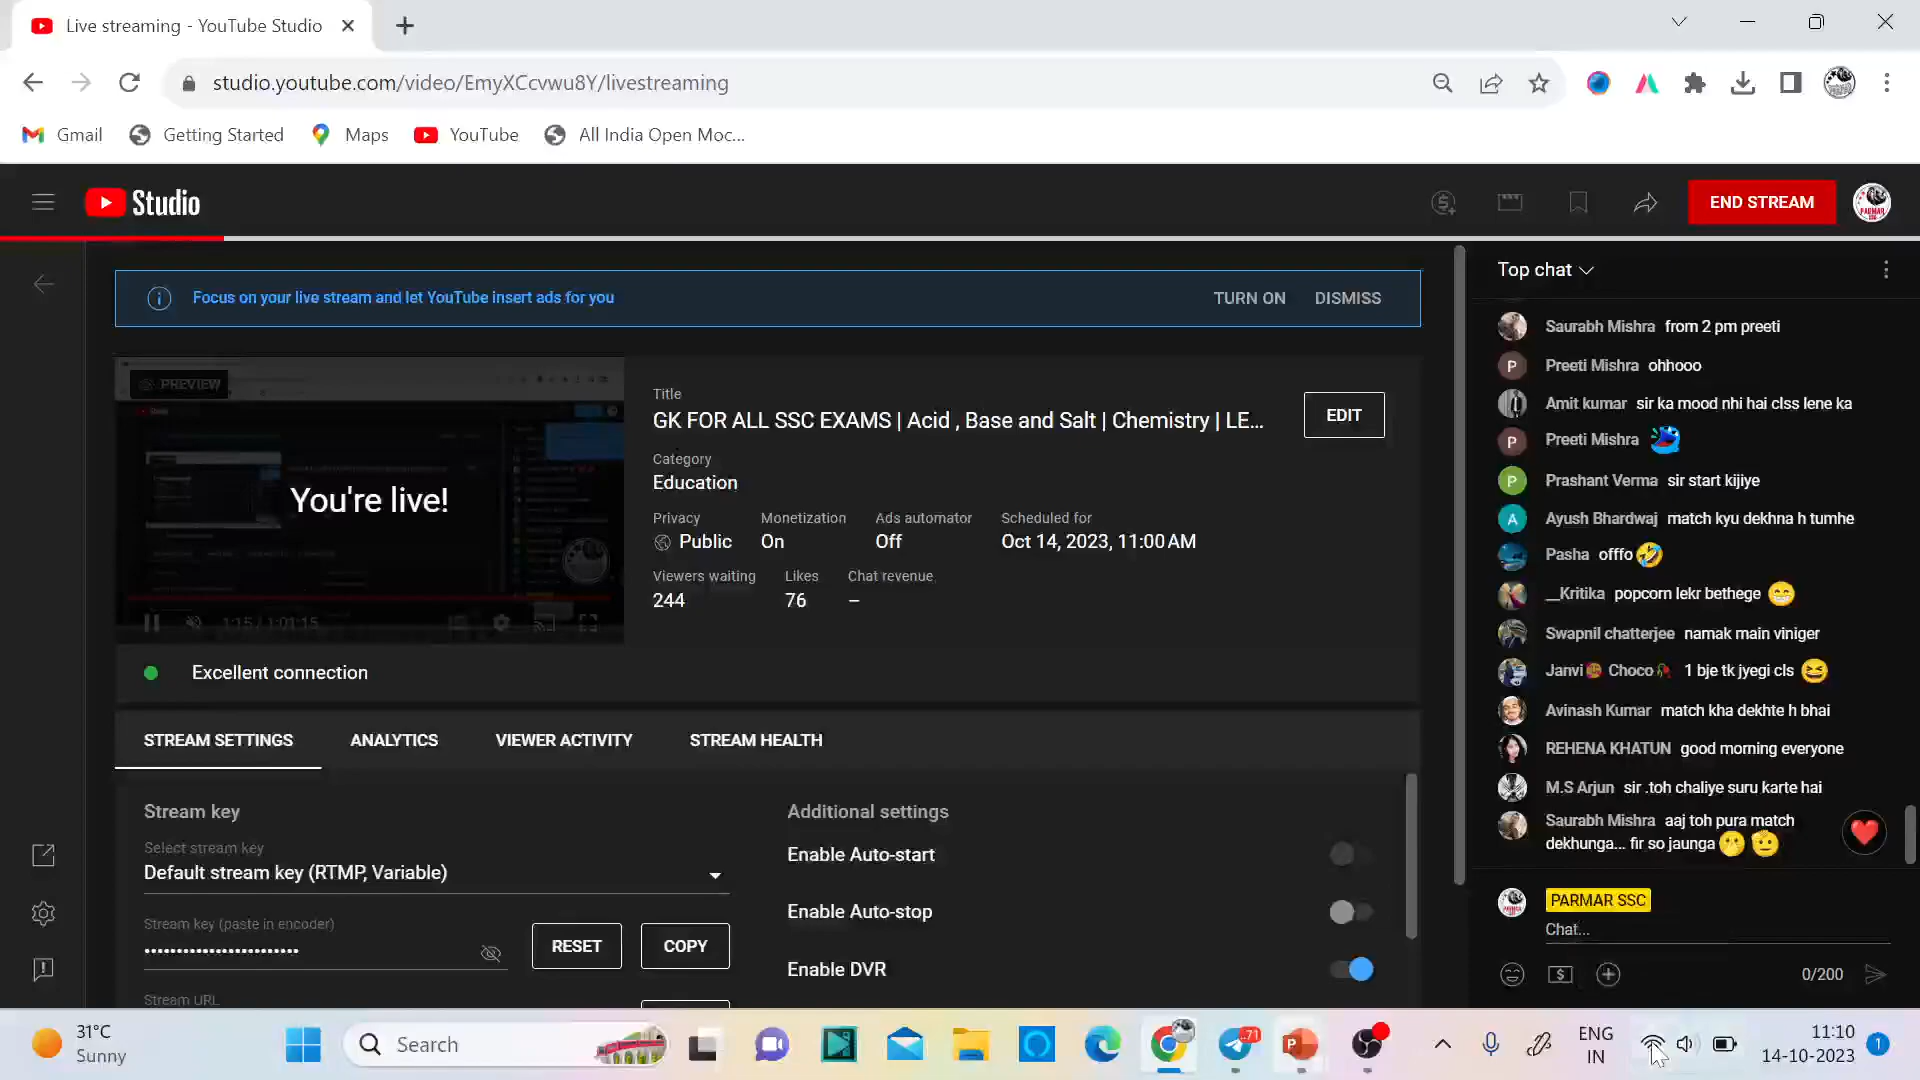 Live streaming - YouTube Studio
studio.youtube.com/video/EmyXCcvwu8Y/livestreaming
Gmail
Getting Started
Maps
YouTube
All India Open Moc...
Studio
END STREAM
Focus on your live stream and let YouTube insert ads for you
TURN ON
DISMISS
PREVIEW
You're live!
1:15 / 1:01:15
Title
GK FOR ALL SSC EXAMS | Acid , Base and Salt | Chemistry | LE...
EDIT
Category
Education
Privacy
Public
Monetization
On
Ads automator
Off
Scheduled for
Oct 14, 2023, 11:00 AM
Viewers waiting
244
Likes
76
Chat revenue
–
Excellent connection
STREAM SETTINGS
ANALYTICS
VIEWER ACTIVITY
STREAM HEALTH
Stream key
Select stream key
Default stream key (RTMP, Variable)
Stream key (paste in encoder)
••••••••••••••••••••••••
RESET
COPY
Stream URL
Additional settings
Enable Auto-start
Enable Auto-stop
Enable DVR
Top chat
Saurabh Mishra from 2 pm preeti
P Preeti Mishra ohhooo
Amit kumar sir ka mood nhi hai clss lene ka
P Preeti Mishra
P Prashant Verma sir start kijiye
A Ayush Bhardwaj match kyu dekhna h tumhe
Pasha offfo🤣
__Kritika popcorn lekr bethege 😁
Swapnil chatterjee namak main viniger
Janvi Choco🥀 1 bje tk jyegi cls 😆
Avinash Kumar match kha dekhte h bhai
REHENA KHATUN good morning everyone
M.S Arjun sir .toh chaliye suru karte hai
Saurabh Mishra aaj toh pura match
dekhunga... fir so jaunga
PARMAR SSC
Chat...
0/200
31°C
Sunny
Search
71
ENG
IN
11:10
14-10-2023
1